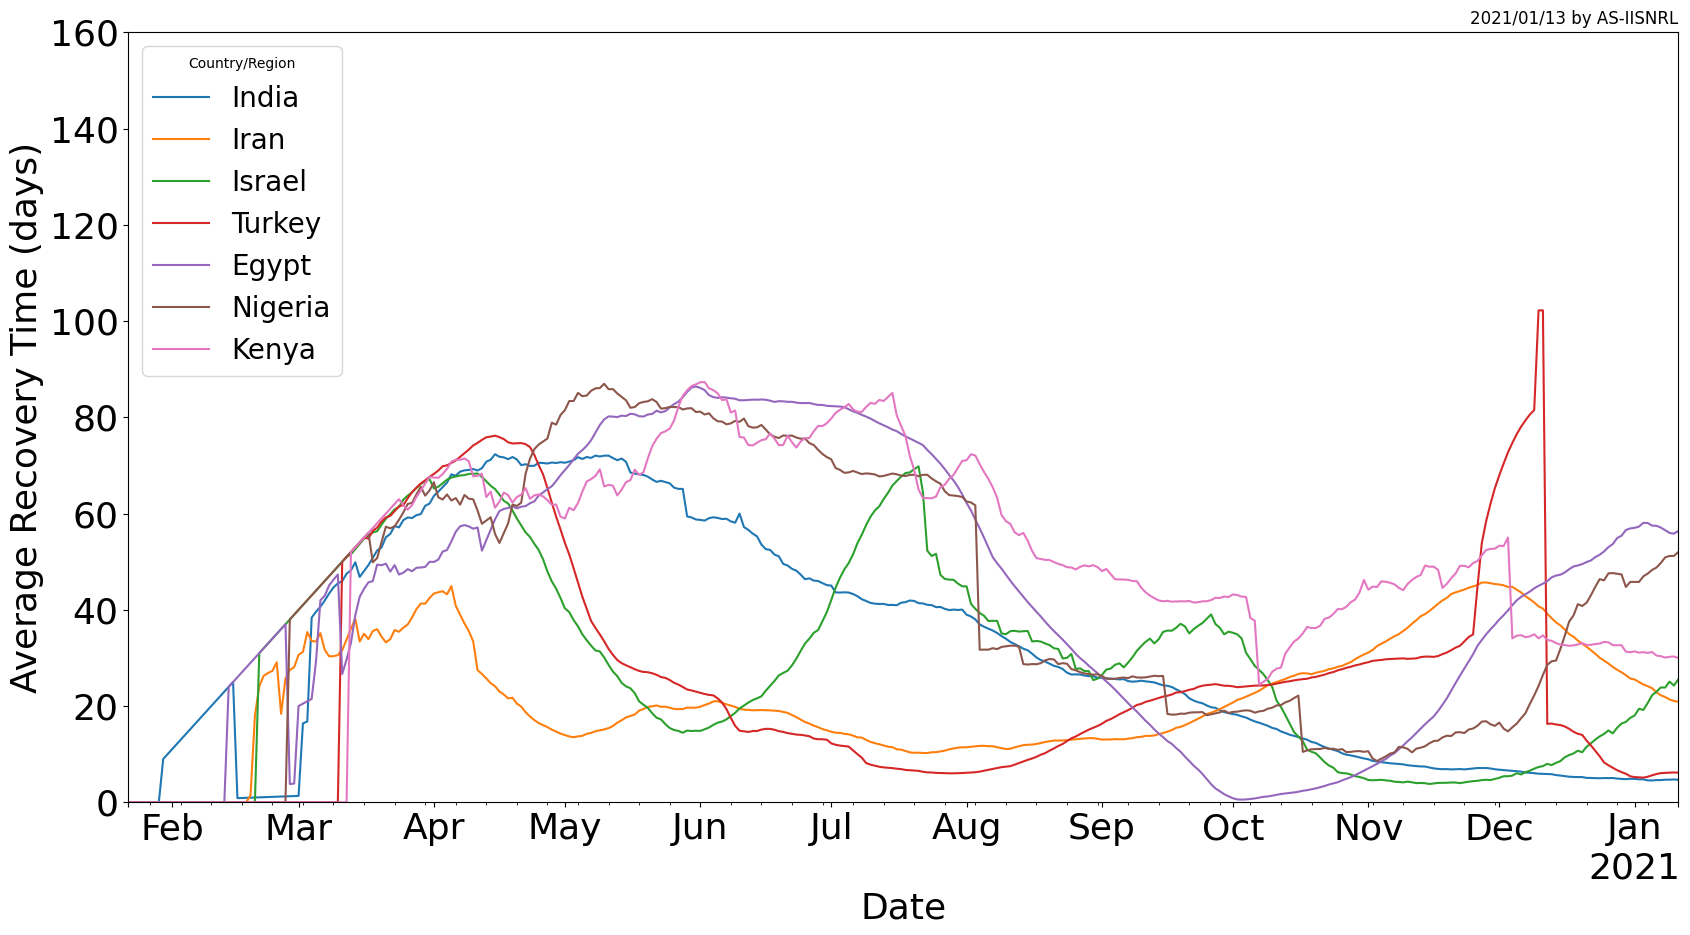 2021/01/13 by AS-IISNRL
160
140
120
100
80
60
40
20
0
Average Recovery Time (days)
Country/Region
India
Iran
Israel
Turkey
Egypt
Nigeria
Kenya
Feb Mar Apr May Jun Jul Aug Sep Oct Nov Dec Jan
2021
Date